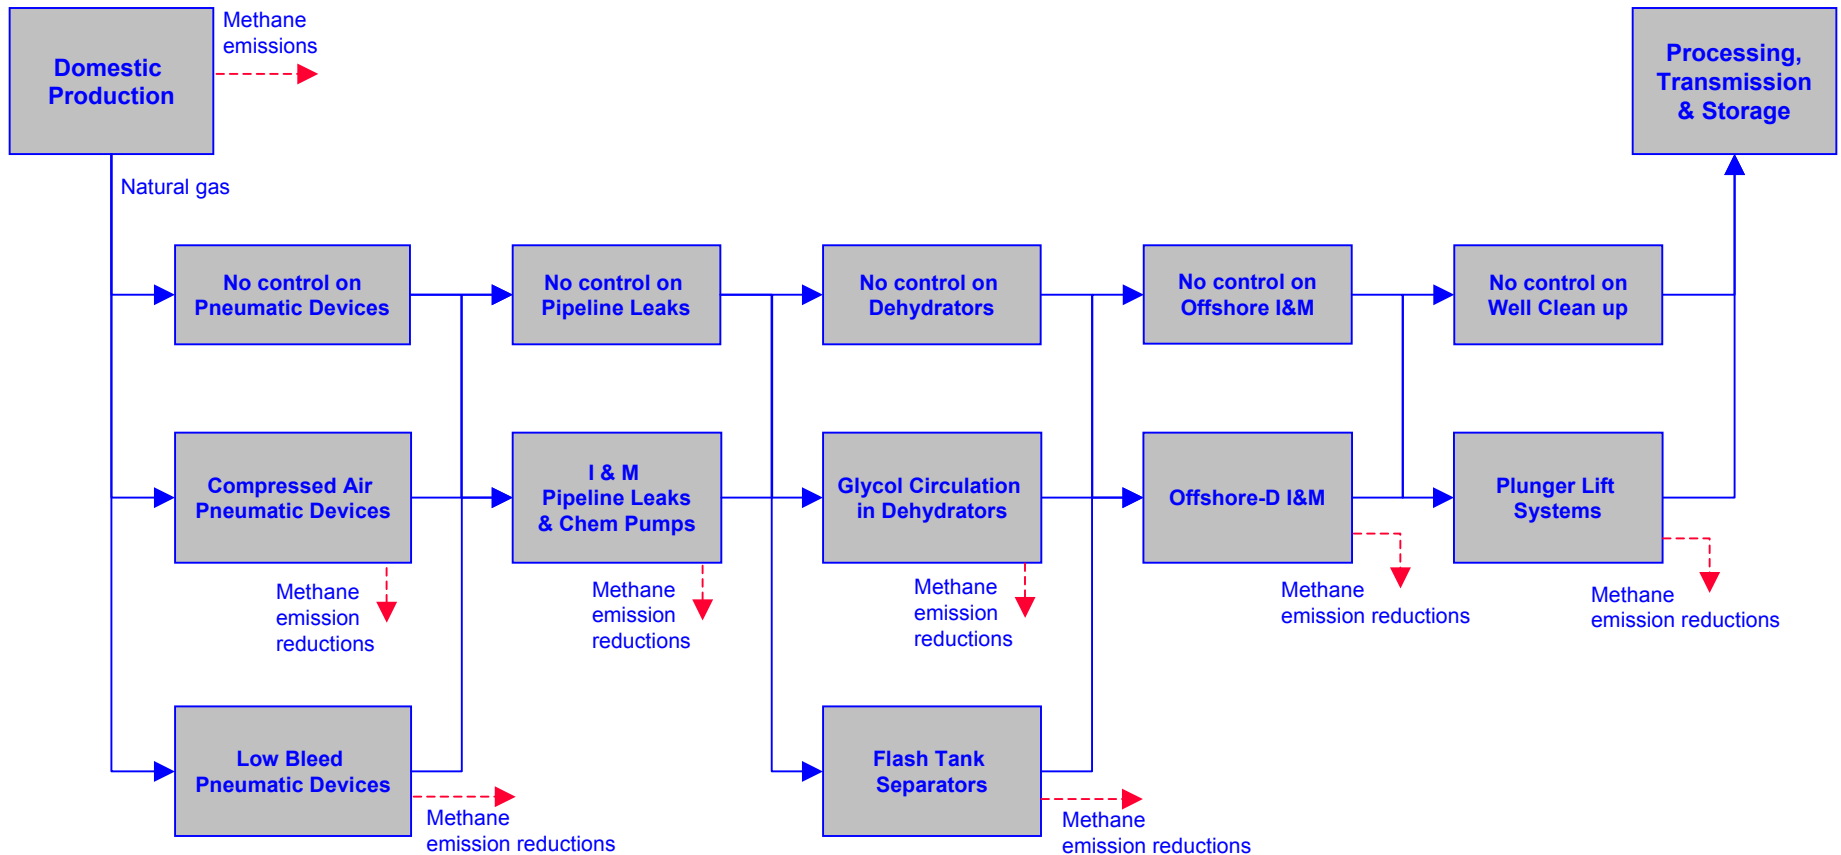 Domestic
Production
Methane
emissions
Processing,
Transmission
& Storage
Natural gas
No control on
Pneumatic Devices
No control on
Pipeline Leaks
No control on
Dehydrators
No control on
Offshore I&M
No control on
Well Clean up
Compressed Air
Pneumatic Devices
I & M
Pipeline Leaks
& Chem Pumps
Glycol Circulation
in Dehydrators
Offshore-D I&M
Plunger Lift
Systems
Methane
emission
reductions
Methane
emission
reductions
Methane
emission
reductions
Methane
emission reductions
Methane
emission reductions
Low Bleed
Pneumatic Devices
Flash Tank
Separators
Methane
emission reductions
Methane
emission reductions